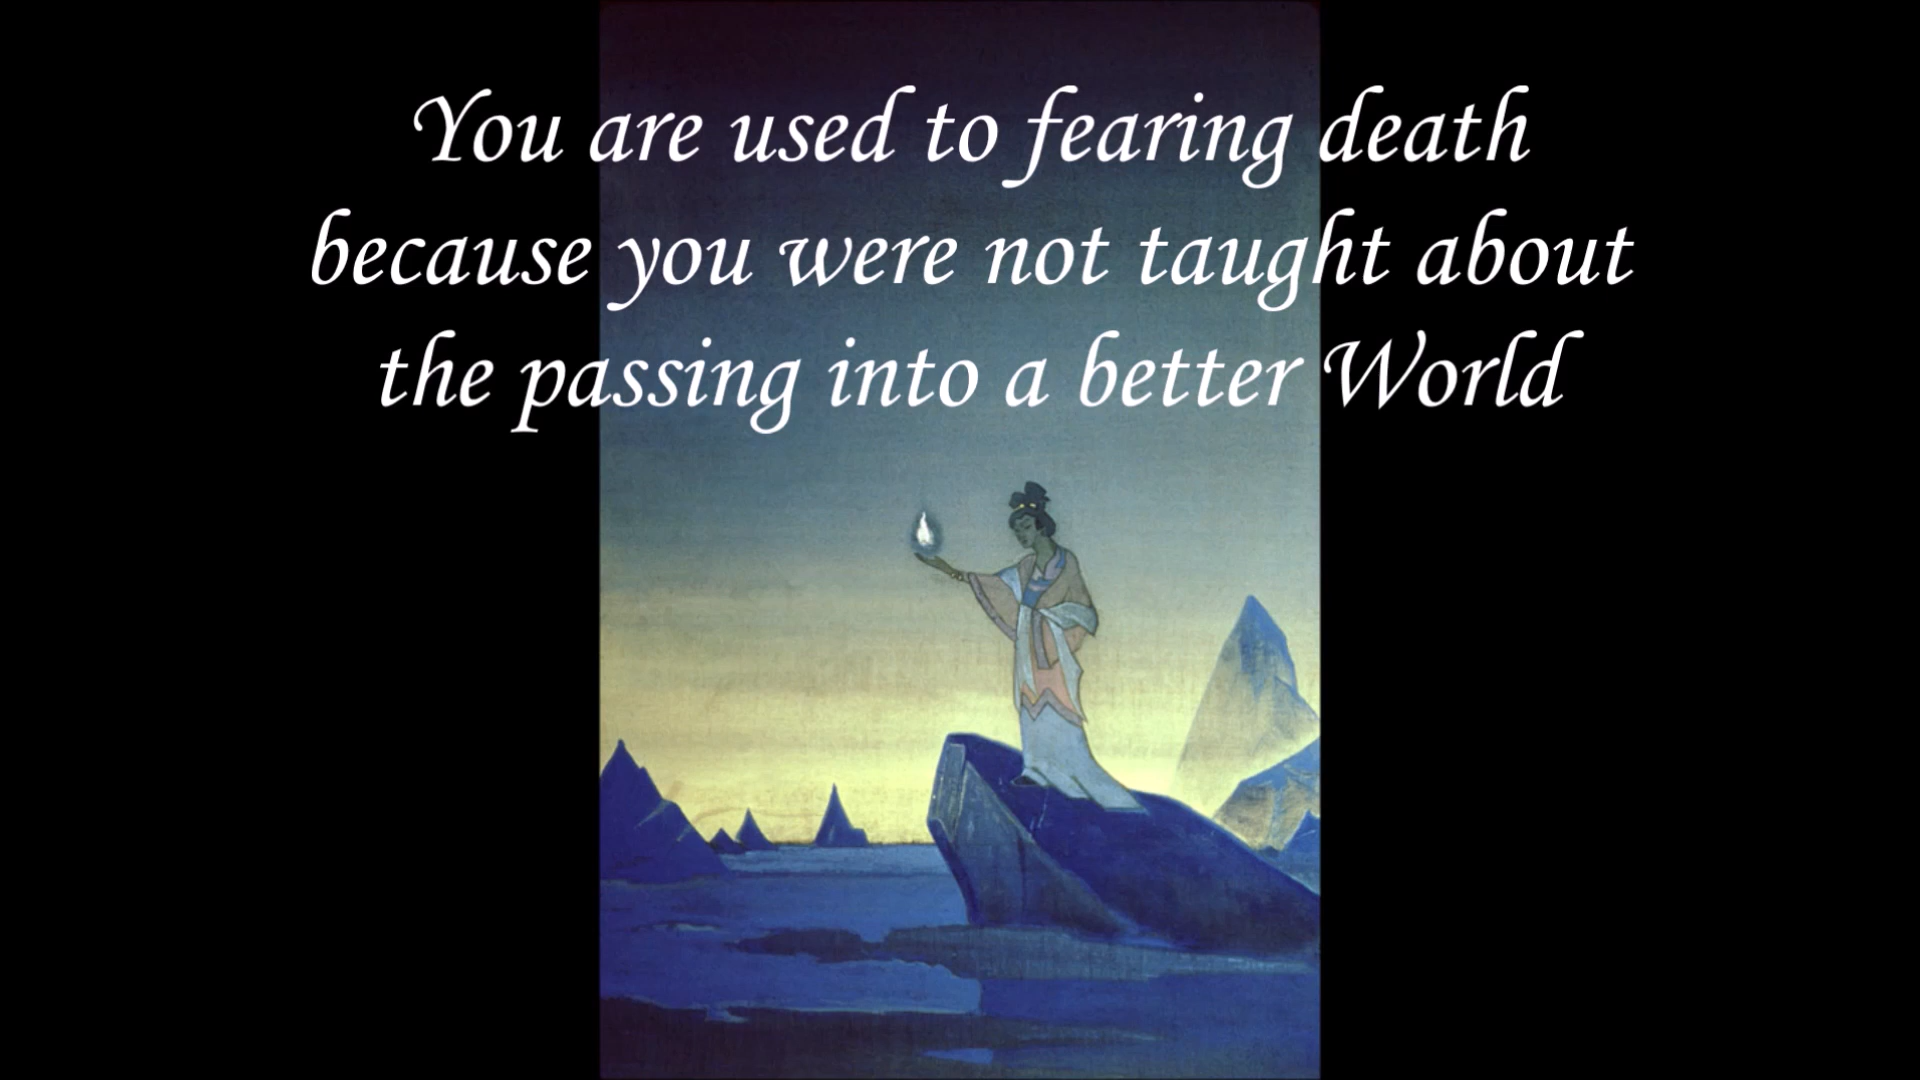 You are used to fearing death
because you were not taught about
the passing into a better World